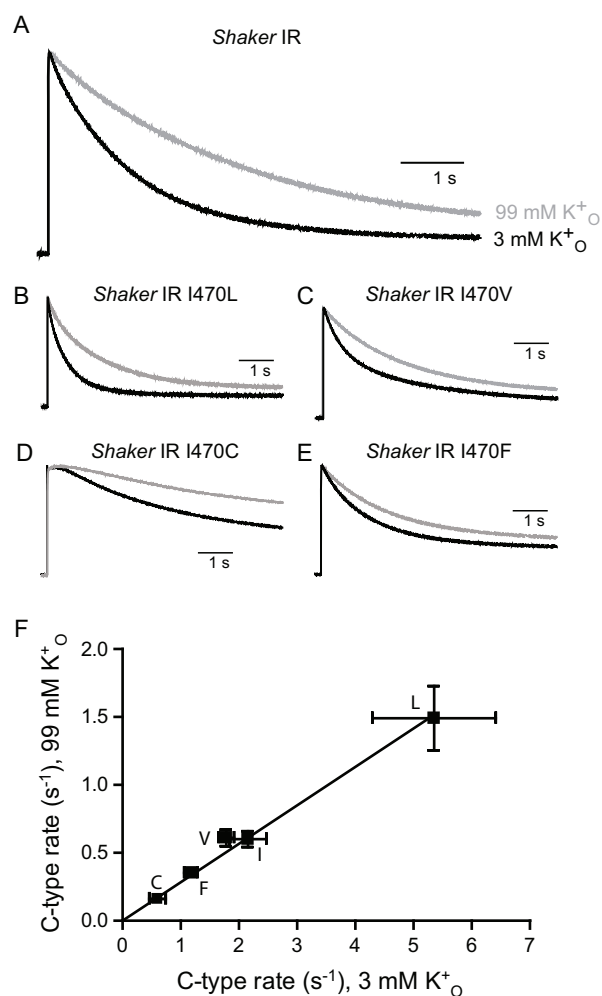 A
Shaker IR
1 s
99 mM K⁺O
3 mM K⁺O
B
Shaker IR I470L
1 s
C
Shaker IR I470V
1 s
D
Shaker IR I470C
1 s
E
Shaker IR I470F
1 s
F
C-type rate (s⁻¹), 99 mM K⁺O
2.0
1.5
1.0
0.5
0.0
L
V
I
C
F
0 1 2 3 4 5 6 7
C-type rate (s⁻¹), 3 mM K⁺O